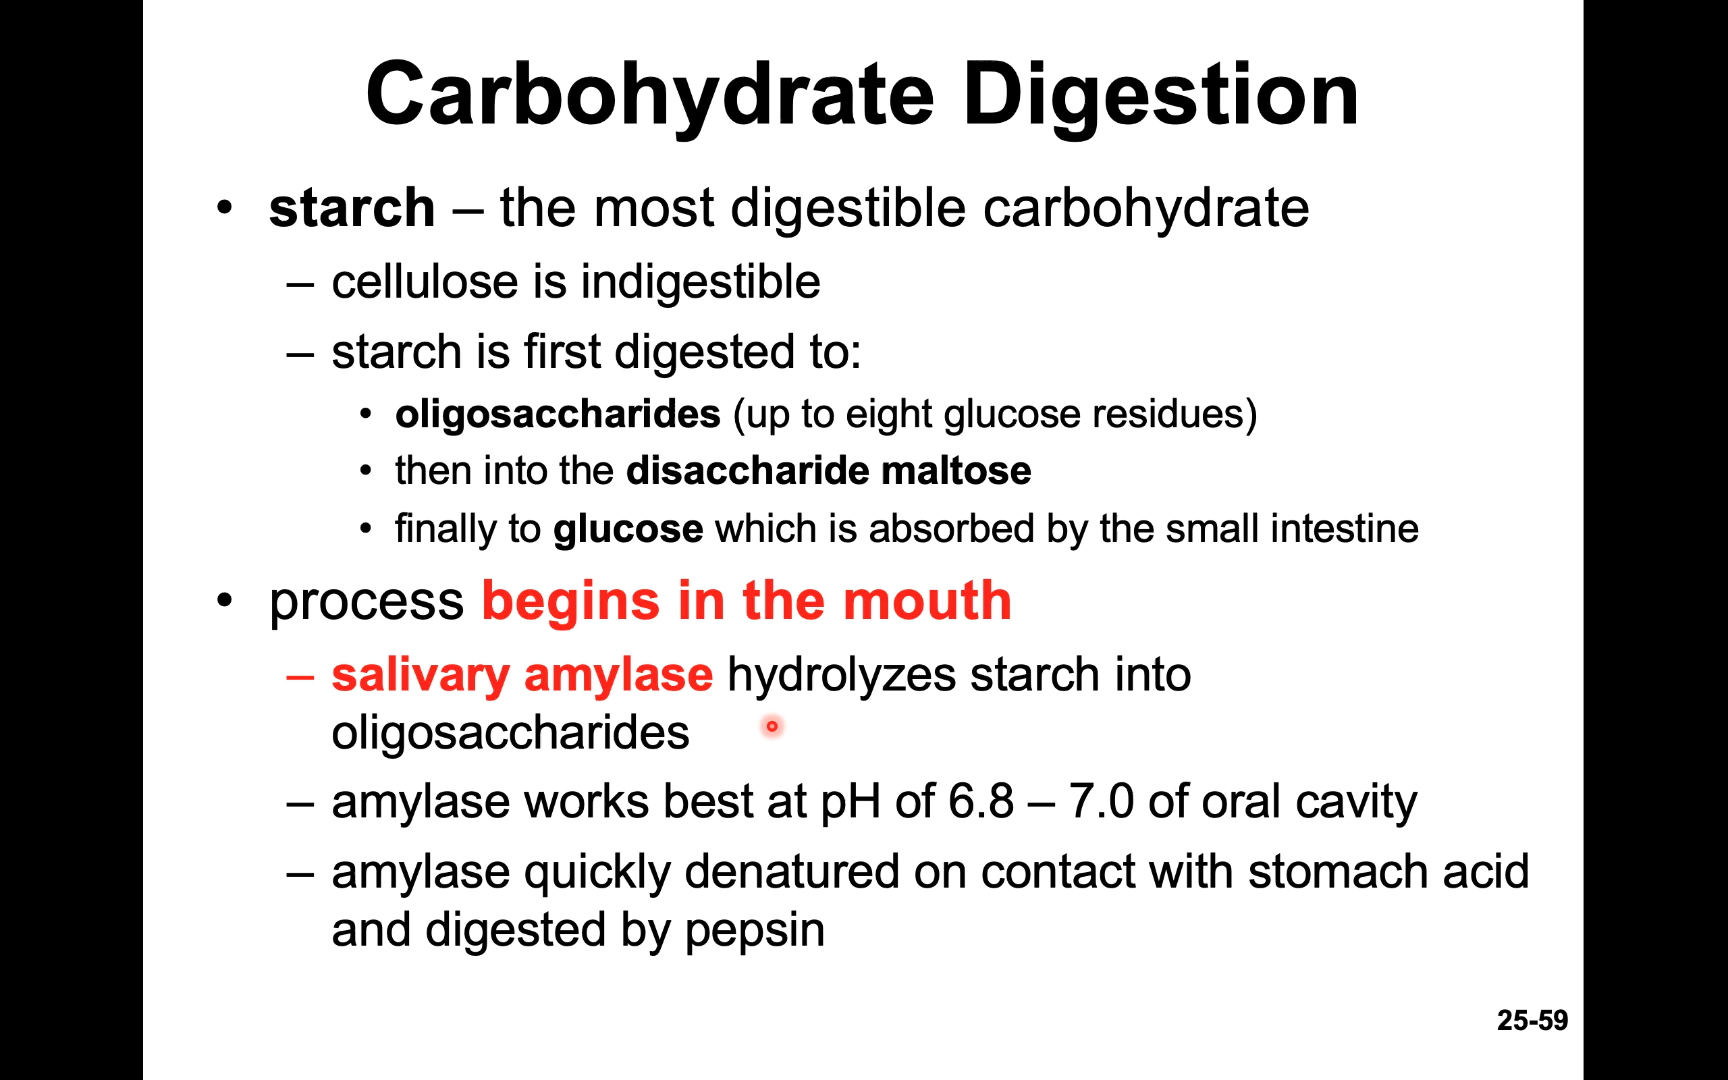 Carbohydrate Digestion
• starch – the most digestible carbohydrate
– cellulose is indigestible
– starch is first digested to:
• oligosaccharides (up to eight glucose residues)
• then into the disaccharide maltose
• finally to glucose which is absorbed by the small intestine
• process begins in the mouth
– salivary amylase hydrolyzes starch into
oligosaccharides
– amylase works best at pH of 6.8 – 7.0 of oral cavity
– amylase quickly denatured on contact with stomach acid
and digested by pepsin
25-59